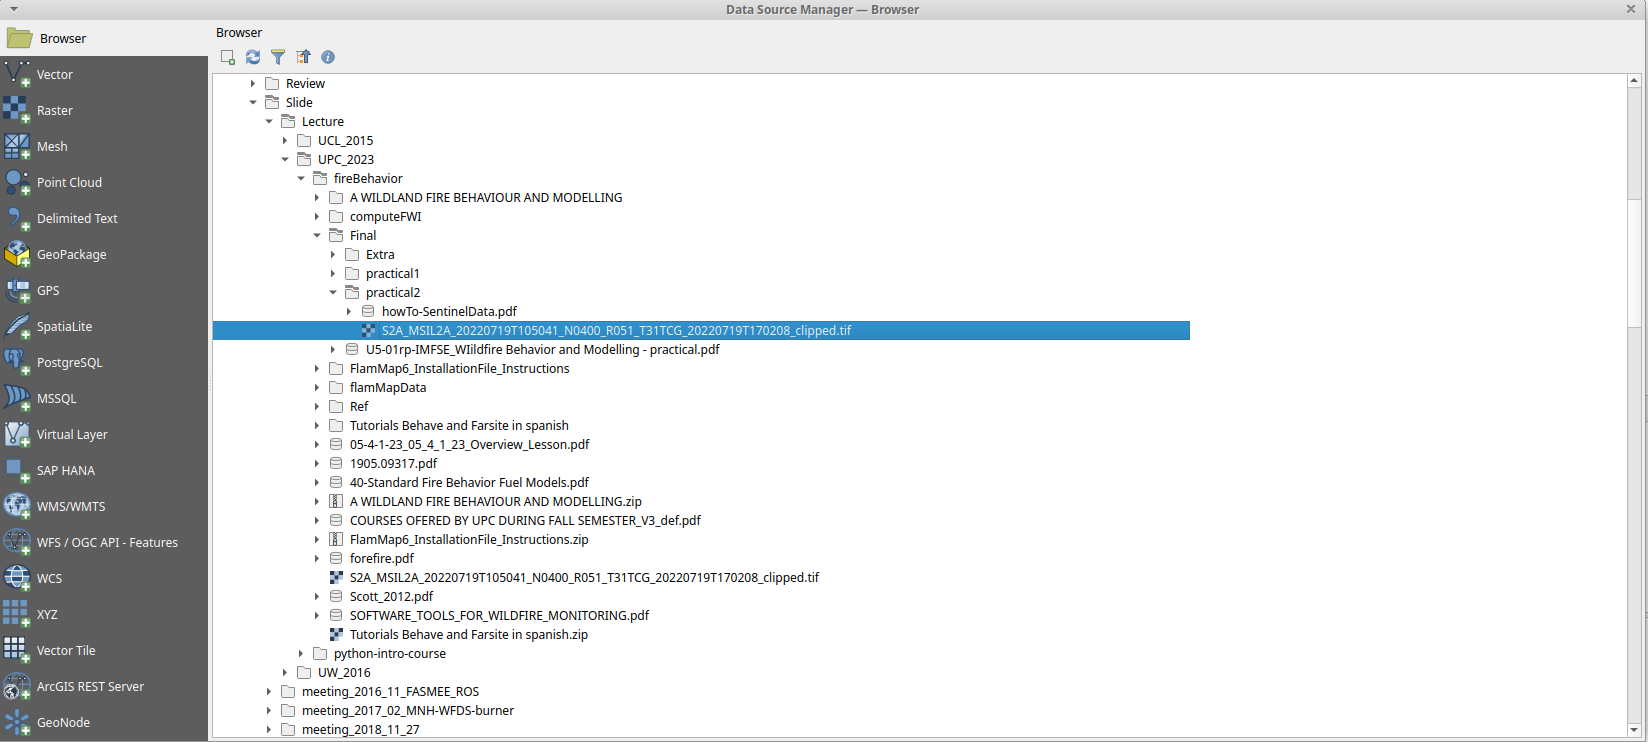 Data Source Manager — Browser
Browser
Vector
Raster
Mesh
Point Cloud
Delimited Text
GeoPackage
GPS
SpatiaLite
PostgreSQL
MSSQL
Virtual Layer
SAP HANA
WMS/WMTS
WFS / OGC API - Features
WCS
XYZ
Vector Tile
ArcGIS REST Server
GeoNode
Browser
Review
Slide
Lecture
UCL_2015
UPC_2023
fireBehavior
A WILDLAND FIRE BEHAVIOUR AND MODELLING
computeFWI
Final
Extra
practical1
practical2
howTo-SentinelData.pdf
S2A_MSIL2A_20220719T105041_N0400_R051_T31TCG_20220719T170208_clipped.tif
U5-01rp-IMFSE_WIildfire Behavior and Modelling - practical.pdf
FlamMap6_InstallationFile_Instructions
flamMapData
Ref
Tutorials Behave and Farsite in spanish
05-4-1-23_05_4_1_23_Overview_Lesson.pdf
1905.09317.pdf
40-Standard Fire Behavior Fuel Models.pdf
A WILDLAND FIRE BEHAVIOUR AND MODELLING.zip
COURSES OFERED BY UPC DURING FALL SEMESTER_V3_def.pdf
FlamMap6_InstallationFile_Instructions.zip
forefire.pdf
S2A_MSIL2A_20220719T105041_N0400_R051_T31TCG_20220719T170208_clipped.tif
Scott_2012.pdf
SOFTWARE_TOOLS_FOR_WILDFIRE_MONITORING.pdf
Tutorials Behave and Farsite in spanish.zip
python-intro-course
UW_2016
meeting_2016_11_FASMEE_ROS
meeting_2017_02_MNH-WFDS-burner
meeting_2018_11_27